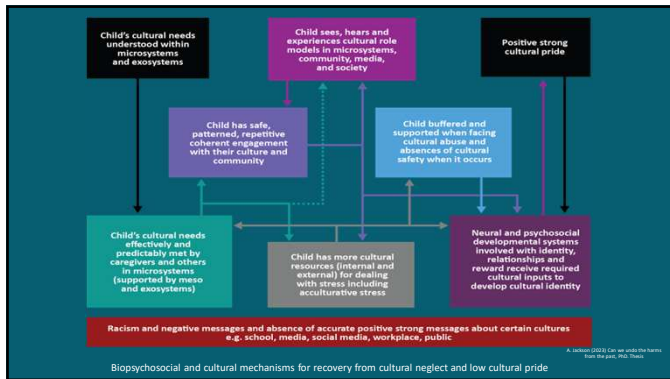 Child's cultural needs
understood within
microsystems
and exosystems
Child sees, hears and
experiences cultural role
models in microsystems,
community, media,
and society
Positive strong
cultural pride
Child has safe,
patterned, repetitive
coherent engagement
with their culture and
community
Child buffered and
supported when facing
cultural abuse and
absences of cultural
safety when it occurs
Child's cultural needs
effectively and
predictably met by
caregivers and others
in microsystems
(supported by meso
and exosystems)
Child has more cultural
resources (internal and
external) for dealing
with stress including
acculturative stress
Neural and psychosocial
developmental systems
involved with identity,
relationships and
reward receive required
cultural inputs to
develop cultural identity
Racism and negative messages and absence of accurate positive strong messages about certain cultures
e.g. school, media, social media, workplace, public
A. Jackson (2023) Can we undo the harms
from the past, PhD. Thesis
Biopsychosocial and cultural mechanisms for recovery from cultural neglect and low cultural pride